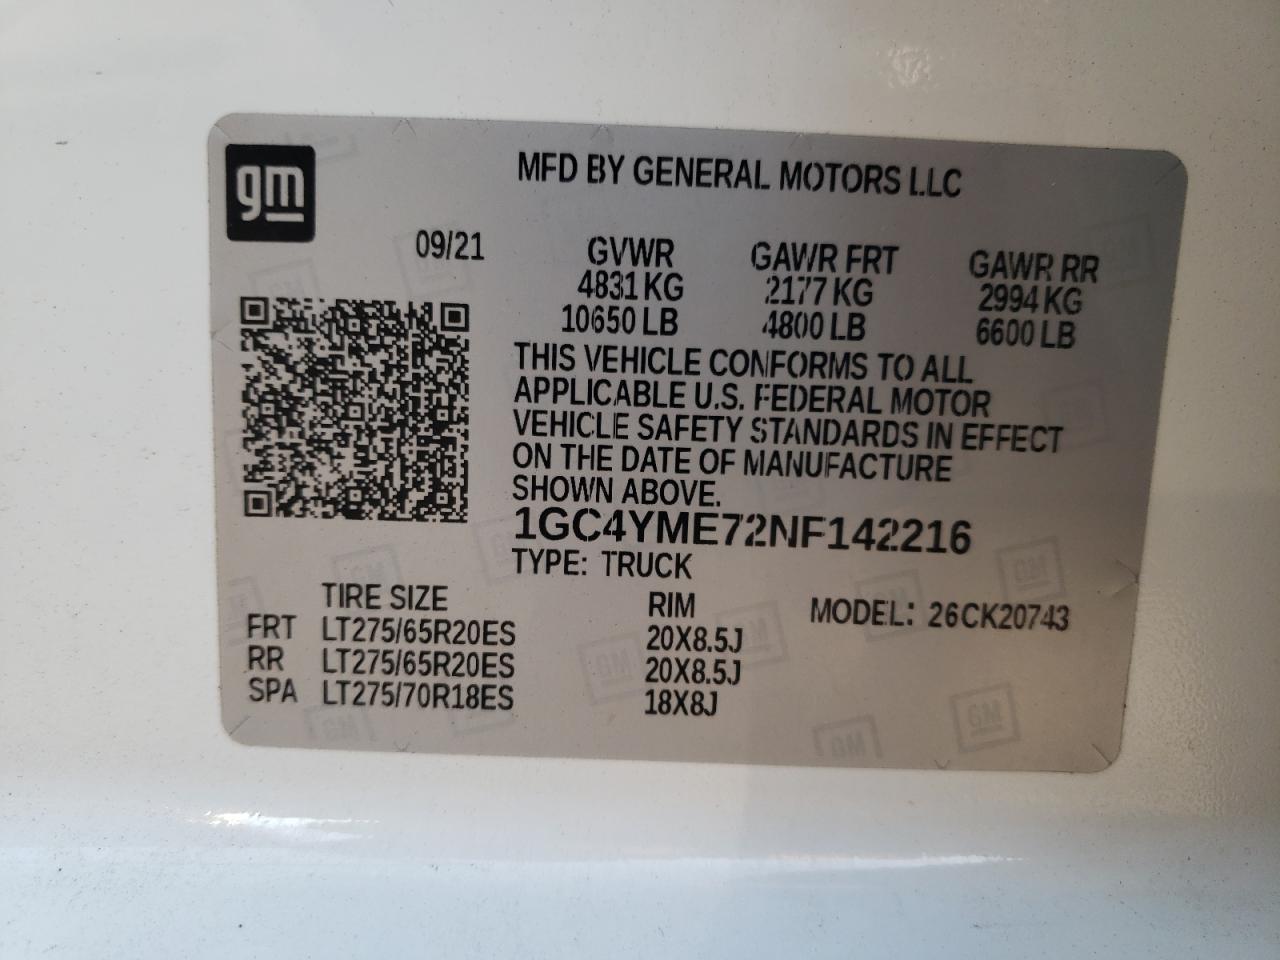 gm
MFD BY GENERAL MOTORS LLC
09/21
GVWR GAWR FRT GAWR RR
4831 KG 2177 KG 2994 KG
10650 LB 4800 LB 6600 LB
THIS VEHICLE CONFORMS TO ALL
APPLICABLE U.S. FEDERAL MOTOR
VEHICLE SAFETY STANDARDS IN EFFECT
ON THE DATE OF MANUFACTURE
SHOWN ABOVE.
1GC4YME72NF142216
TYPE: TRUCK
TIRE SIZE RIM MODEL: 26CK20743
FRT LT275/65R20ES 20X8.5J
RR LT275/65R20ES 20X8.5J
SPA LT275/70R18ES 18X8J